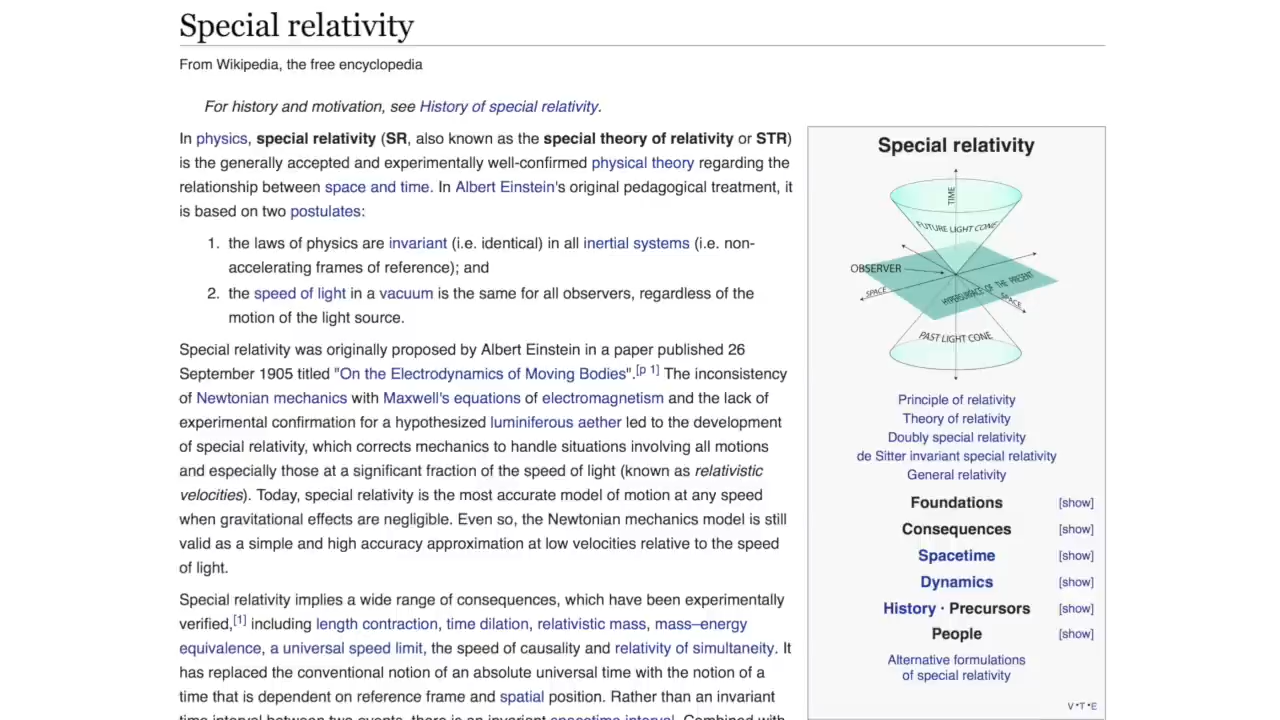 Special relativity
From Wikipedia, the free encyclopedia
For history and motivation, see History of special relativity.
In physics, special relativity (SR, also known as the special theory of relativity or STR)
is the generally accepted and experimentally well-confirmed physical theory regarding the
relationship between space and time. In Albert Einstein's original pedagogical treatment, it
is based on two postulates:
1. the laws of physics are invariant (i.e. identical) in all inertial systems (i.e. non-
accelerating frames of reference); and
2. the speed of light in a vacuum is the same for all observers, regardless of the
motion of the light source.
Special relativity was originally proposed by Albert Einstein in a paper published 26
September 1905 titled "On the Electrodynamics of Moving Bodies".[p 1] The inconsistency
of Newtonian mechanics with Maxwell's equations of electromagnetism and the lack of
experimental confirmation for a hypothesized luminiferous aether led to the development
of special relativity, which corrects mechanics to handle situations involving all motions
and especially those at a significant fraction of the speed of light (known as relativistic
velocities). Today, special relativity is the most accurate model of motion at any speed
when gravitational effects are negligible. Even so, the Newtonian mechanics model is still
valid as a simple and high accuracy approximation at low velocities relative to the speed
of light.
Special relativity implies a wide range of consequences, which have been experimentally
verified,[1] including length contraction, time dilation, relativistic mass, mass–energy
equivalence, a universal speed limit, the speed of causality and relativity of simultaneity. It
has replaced the conventional notion of an absolute universal time with the notion of a
time that is dependent on reference frame and spatial position. Rather than an invariant
time interval between two events, there is an invariant spacetime interval. Combined with
Special relativity
TIME
FUTURE LIGHT CONE
OBSERVER
SPACE
HYPERSURFACE OF THE PRESENT
SPACE
PAST LIGHT CONE
Principle of relativity
Theory of relativity
Doubly special relativity
de Sitter invariant special relativity
General relativity
Foundations [show]
Consequences [show]
Spacetime [show]
Dynamics [show]
History · Precursors [show]
People [show]
Alternative formulations
of special relativity
V • T • E